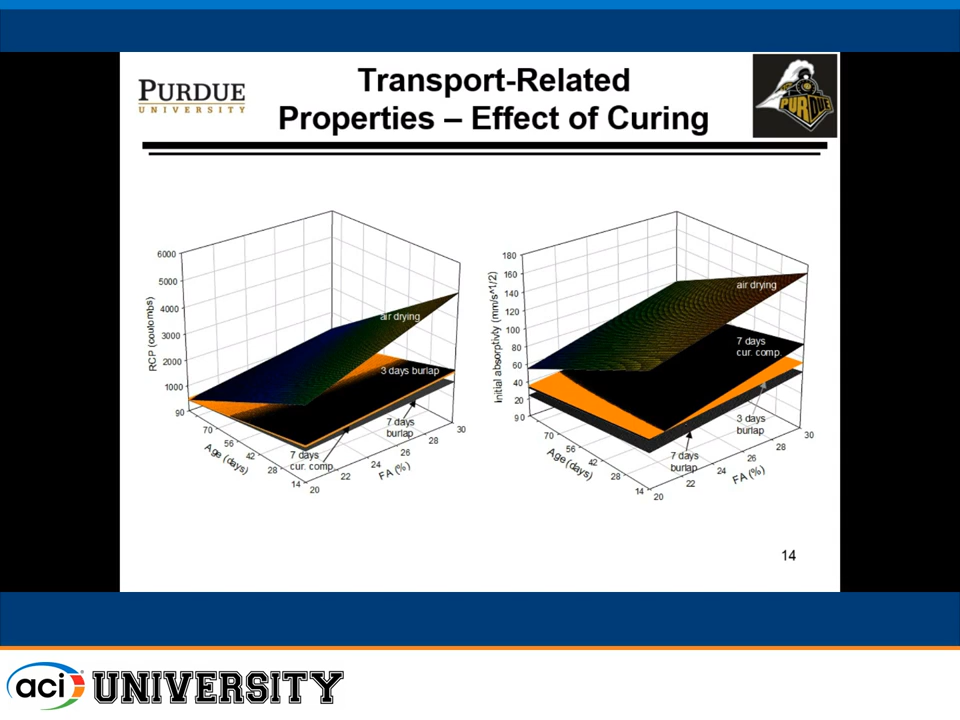 PURDUE
UNIVERSITY
Transport-Related
Properties – Effect of Curing
PURDUE
6000
5000
4000
3000
2000
1000
90
RCP (coulombs)
70
56
42
28
14
Age (days)
20
22
24
26
28
30
FA (%)
air drying
3 days burlap
7 days
burlap
7 days
cur. comp.
180
160
140
120
100
80
60
40
20
90
Initial absorptivly (mm/s^1/2)
70
56
42
28
14
Age (days)
20
22
24
26
28
30
FA (%)
air drying
7 days
cur. comp.
3 days
burlap
7 days
burlap
14
aci UNIVERSITY